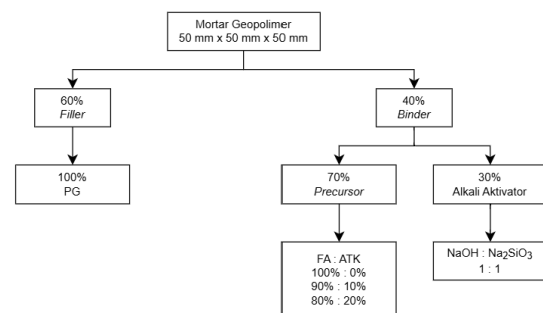 Mortar Geopolimer
50 mm x 50 mm x 50 mm
60%
Filler
40%
Binder
100%
PG
70%
Precursor
30%
Alkali Aktivator
FA : ATK
100% : 0%
90% : 10%
80% : 20%
NaOH : Na₂SiO₃
1 : 1